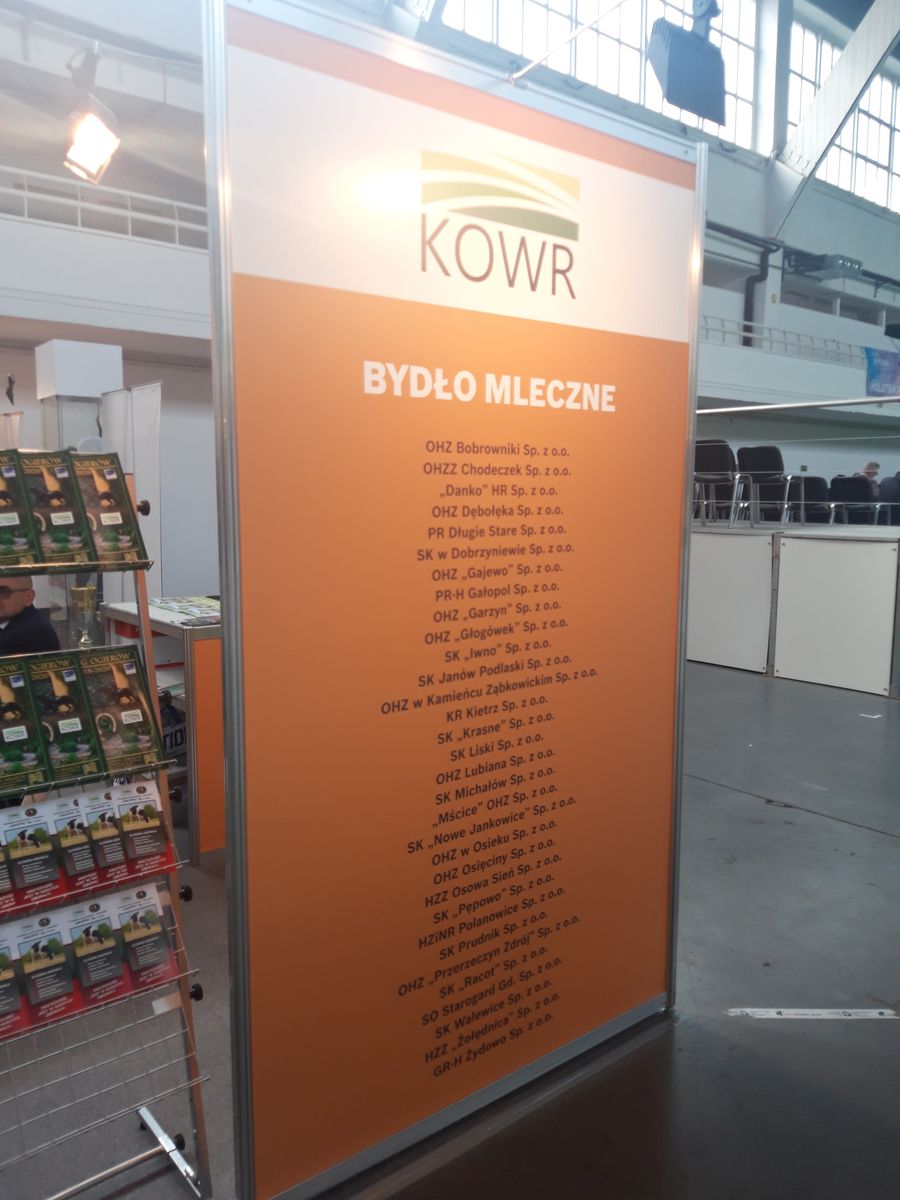 KOWR
BYDŁO MLECZNE
OHZ Bobrowniki Sp. z o.o.
OHZZ Chodeczek Sp. z o.o.
„Danko” HR Sp. z o.o.
OHZ Dębołęka Sp. z o.o.
PR Długie Stare Sp. z o.o.
SK w Dobrzyniewie Sp. z o.o.
OHZ „Gajewo” Sp. z o.o.
PR-H Gałopol Sp. z o.o.
OHZ „Garzyn” Sp. z o.o.
OHZ „Głogówek” Sp. z o.o.
SK „Iwno” Sp. z o.o.
SK Janów Podlaski Sp. z o.o.
OHZ w Kamieńcu Ząbkowickim Sp. z o.o.
KR Kietrz Sp. z o.o.
SK „Krasne” Sp. z o.o.
SK Liski Sp. z o.o.
OHZ Lubiana Sp. z o.o.
SK Michałów Sp. z o.o.
„Mścice” OHZ Sp. z o.o.
SK „Nowe Jankowice” Sp. z o.o.
OHZ w Osieku Sp. z o.o.
OHZ Osięciny Sp. z o.o.
HZZ Osowa Sień Sp. z o.o.
SK „Pępowo” Sp. z o.o.
HZiNR Polanowice Sp. z o.o.
SK Prudnik Sp. z o.o.
OHZ „Przerzeczyn Zdrój” Sp. z o.o.
SK „Racot” Sp. z o.o.
SO Starogard Gd. Sp. z o.o.
SK Walewice Sp. z o.o.
HZZ „Żołędnica” Sp. z o.o.
GR-H Żydowo Sp. z o.o.
OGIERÓW
KOWR